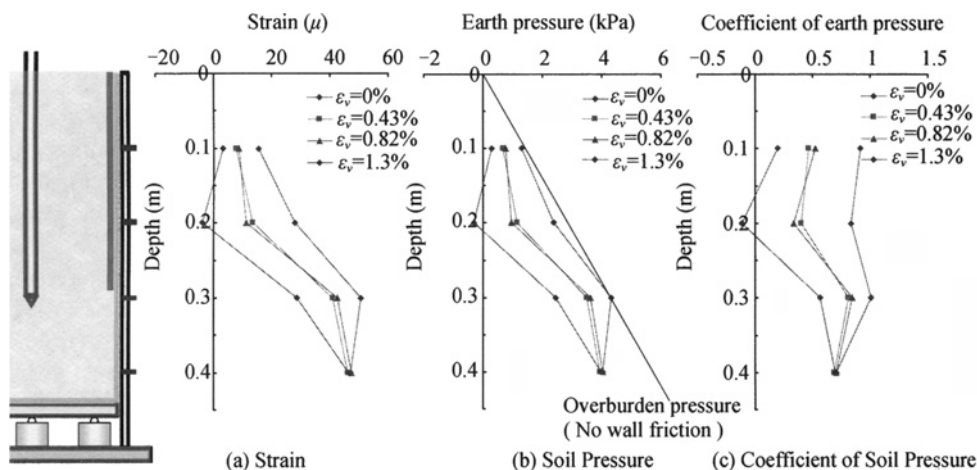 Strain (μ)
−20 0 20 40 60
0
0.1
0.2
0.3
0.4
Depth (m)
εv=0%
εv=0.43%
εv=0.82%
εv=1.3%
(a) Strain
Earth pressure (kPa)
−2 0 2 4 6
0
0.1
0.2
0.3
0.4
Depth (m)
εv=0%
εv=0.43%
εv=0.82%
εv=1.3%
Overburden pressure
( No wall friction )
(b) Soil Pressure
Coefficient of earth pressure
−0.5 0 0.5 1 1.5
0
0.1
0.2
0.3
0.4
Depth (m)
εv=0%
εv=0.43%
εv=0.82%
εv=1.3%
(c) Coefficient of Soil Pressure